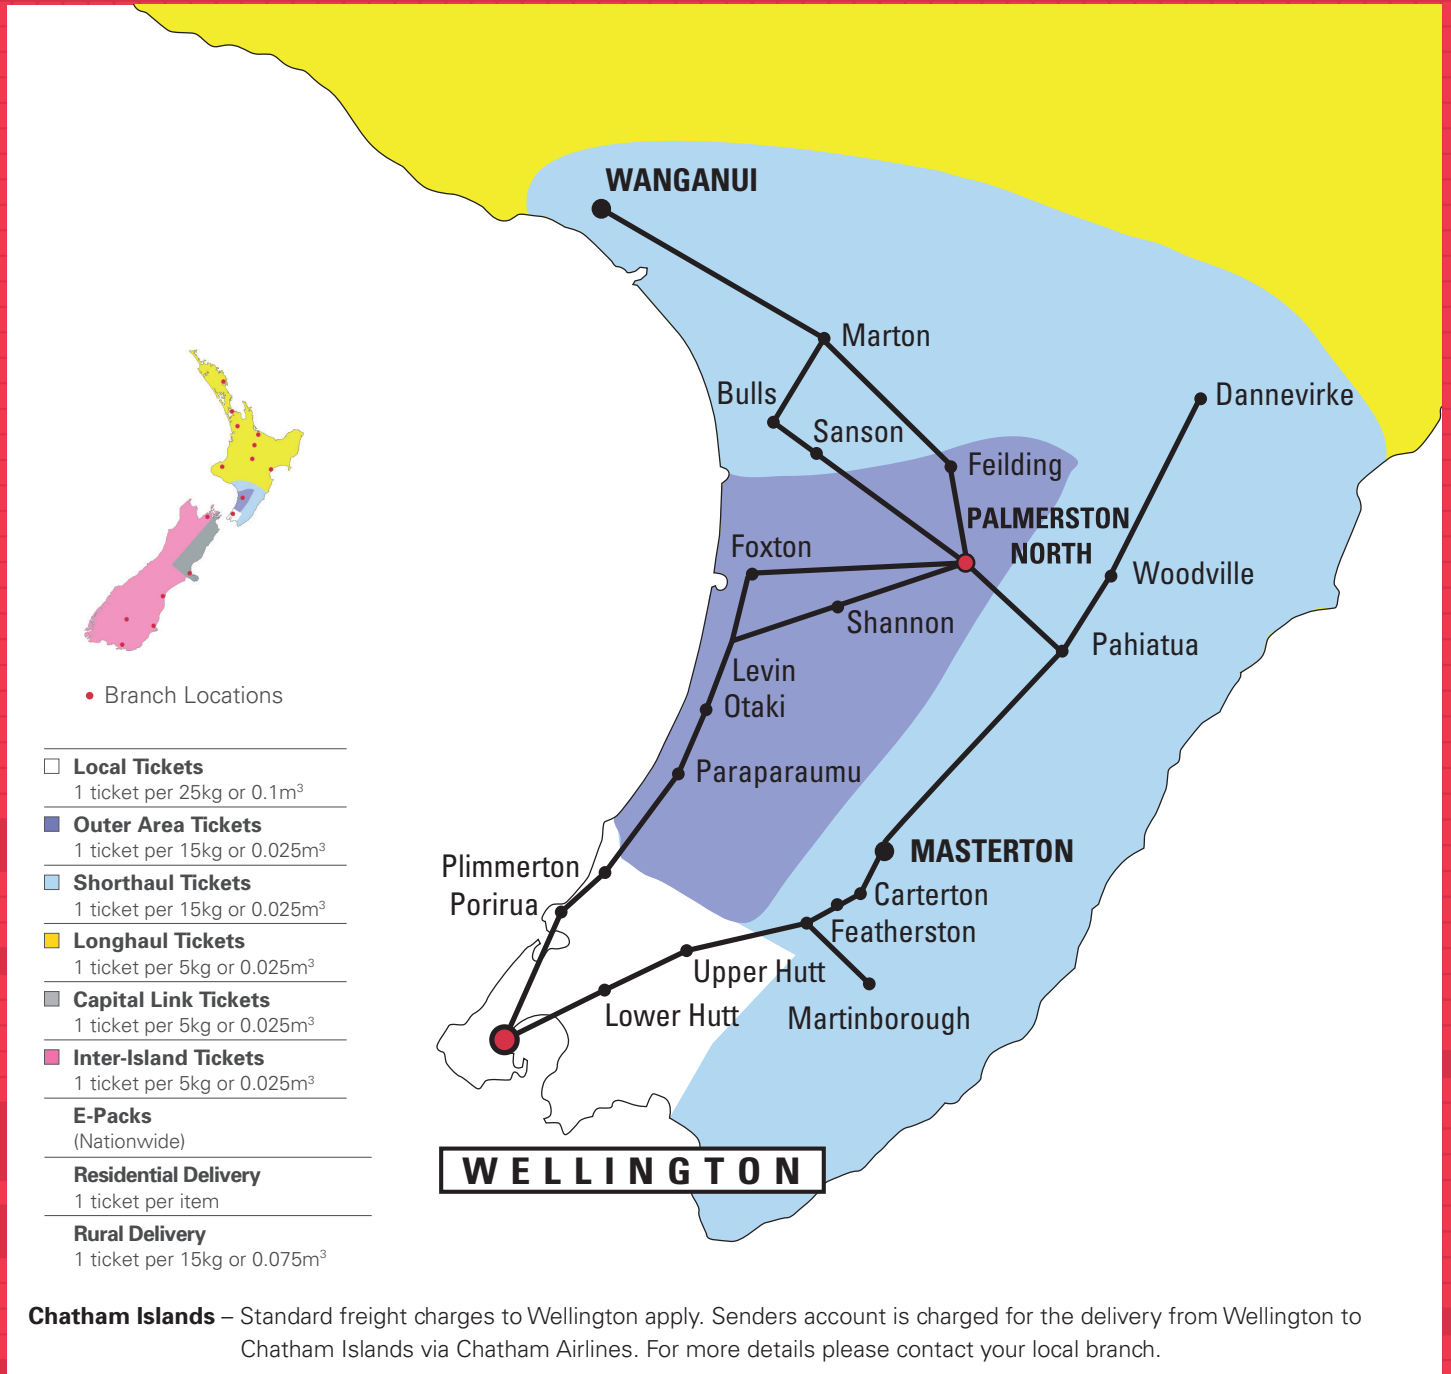 WANGANUI
Marton
Bulls
Dannevirke
Sanson
Feilding
PALMERSTON
NORTH
Foxton
Woodville
Shannon
Pahiatua
Levin
Otaki
Paraparaumu
Plimmerton
Porirua
MASTERTON
Carterton
Featherston
Upper Hutt
Lower Hutt
Martinborough
WELLINGTON
Branch Locations
Local Tickets
1 ticket per 25kg or 0.1m³
Outer Area Tickets
1 ticket per 15kg or 0.025m³
Shorthaul Tickets
1 ticket per 15kg or 0.025m³
Longhaul Tickets
1 ticket per 5kg or 0.025m³
Capital Link Tickets
1 ticket per 5kg or 0.025m³
Inter-Island Tickets
1 ticket per 5kg or 0.025m³
E-Packs
(Nationwide)
Residential Delivery
1 ticket per item
Rural Delivery
1 ticket per 15kg or 0.075m³
Chatham Islands – Standard freight charges to Wellington apply. Senders account is charged for the delivery from Wellington to
Chatham Islands via Chatham Airlines. For more details please contact your local branch.